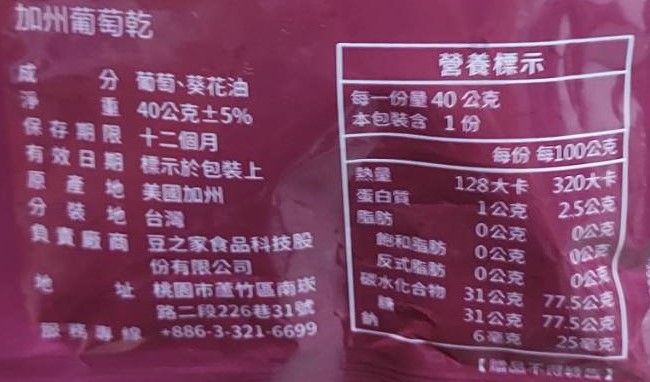 加州葡萄乾
成分 葡萄、葵花油
淨重 40公克±5%
保存期限 十二個月
有效日期 標示於包裝上
原產地 美國加州
分裝地 台灣
負責廠商 豆之家食品科技股
份有限公司
地址 桃園市蘆竹區南崁
路二段226巷31號
服務專線 +886-3-321-6699
營養標示
每一份量 40 公克
本包裝含 1 份
每份 每100公克
熱量 128大卡 320大卡
蛋白質 1公克 2.5公克
脂肪 0公克 0公克
飽和脂肪 0公克 0公克
反式脂肪 0公克 0公克
碳水化合物 31公克 77.5公克
糖 31公克 77.5公克
鈉 6毫克 25毫克
【贈品不得轉售】